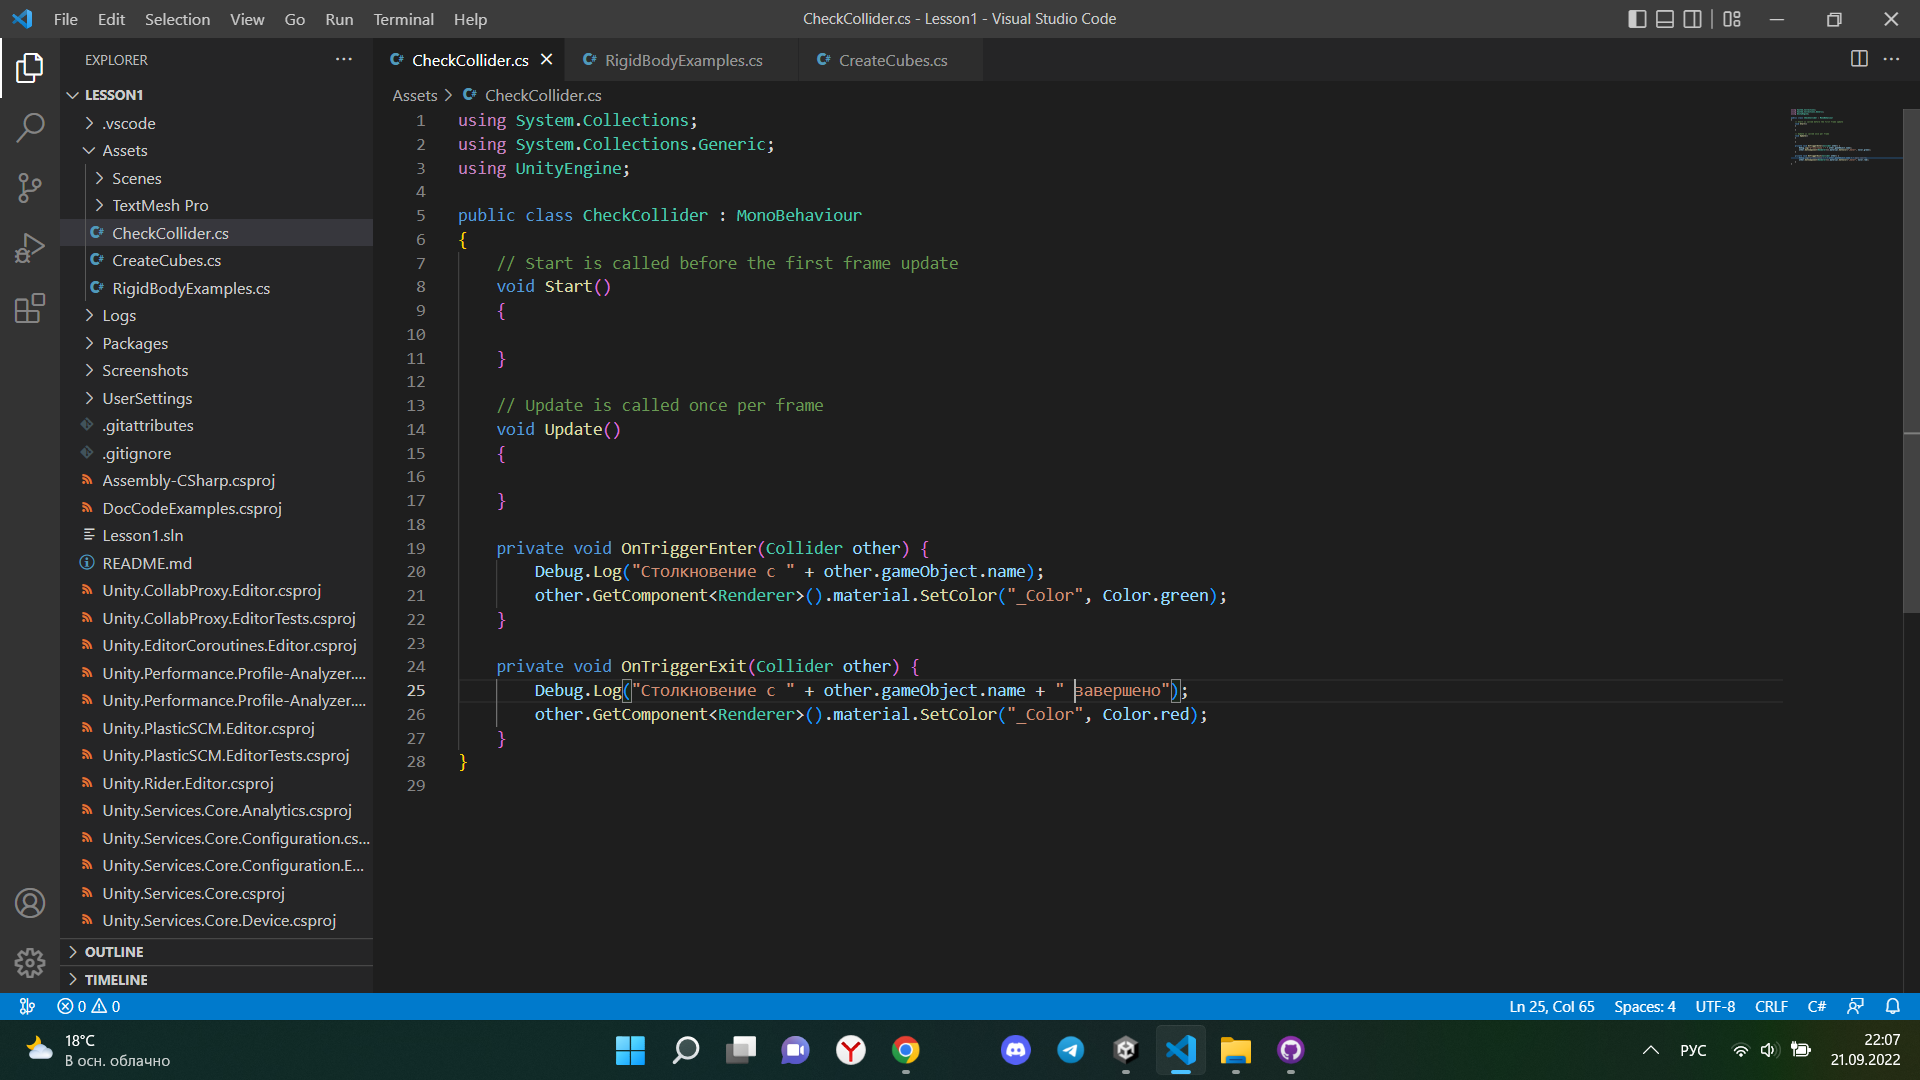 File Edit Selection View Go Run Terminal Help
CheckCollider.cs - Lesson1 - Visual Studio Code
EXPLORER
LESSON1
.vscode
Assets
Scenes
TextMesh Pro
CheckCollider.cs
CreateCubes.cs
RigidBodyExamples.cs
Logs
Packages
Screenshots
UserSettings
.gitattributes
.gitignore
Assembly-CSharp.csproj
DocCodeExamples.csproj
Lesson1.sln
README.md
Unity.CollabProxy.Editor.csproj
Unity.CollabProxy.EditorTests.csproj
Unity.EditorCoroutines.Editor.csproj
Unity.Performance.Profile-Analyzer....
Unity.Performance.Profile-Analyzer....
Unity.PlasticSCM.Editor.csproj
Unity.PlasticSCM.EditorTests.csproj
Unity.Rider.Editor.csproj
Unity.Services.Core.Analytics.csproj
Unity.Services.Core.Configuration.cs...
Unity.Services.Core.Configuration.E...
Unity.Services.Core.csproj
Unity.Services.Core.Device.csproj
OUTLINE
TIMELINE
CheckCollider.cs RigidBodyExamples.cs CreateCubes.cs
Assets > CheckCollider.cs
1 using System.Collections;
2 using System.Collections.Generic;
3 using UnityEngine;
4
5 public class CheckCollider : MonoBehaviour
6 {
7 // Start is called before the first frame update
8 void Start()
9 {
10
11 }
12
13 // Update is called once per frame
14 void Update()
15 {
16
17 }
18
19 private void OnTriggerEnter(Collider other) {
20 Debug.Log("Столкновение с " + other.gameObject.name);
21 other.GetComponent<Renderer>().material.SetColor("_Color", Color.green);
22 }
23
24 private void OnTriggerExit(Collider other) {
25 Debug.Log("Столкновение с " + other.gameObject.name + " завершено");
26 other.GetComponent<Renderer>().material.SetColor("_Color", Color.red);
27 }
28 }
29
0 0
Ln 25, Col 65 Spaces: 4 UTF-8 CRLF C#
18°C
В осн. облачно
РУС
22:07
21.09.2022